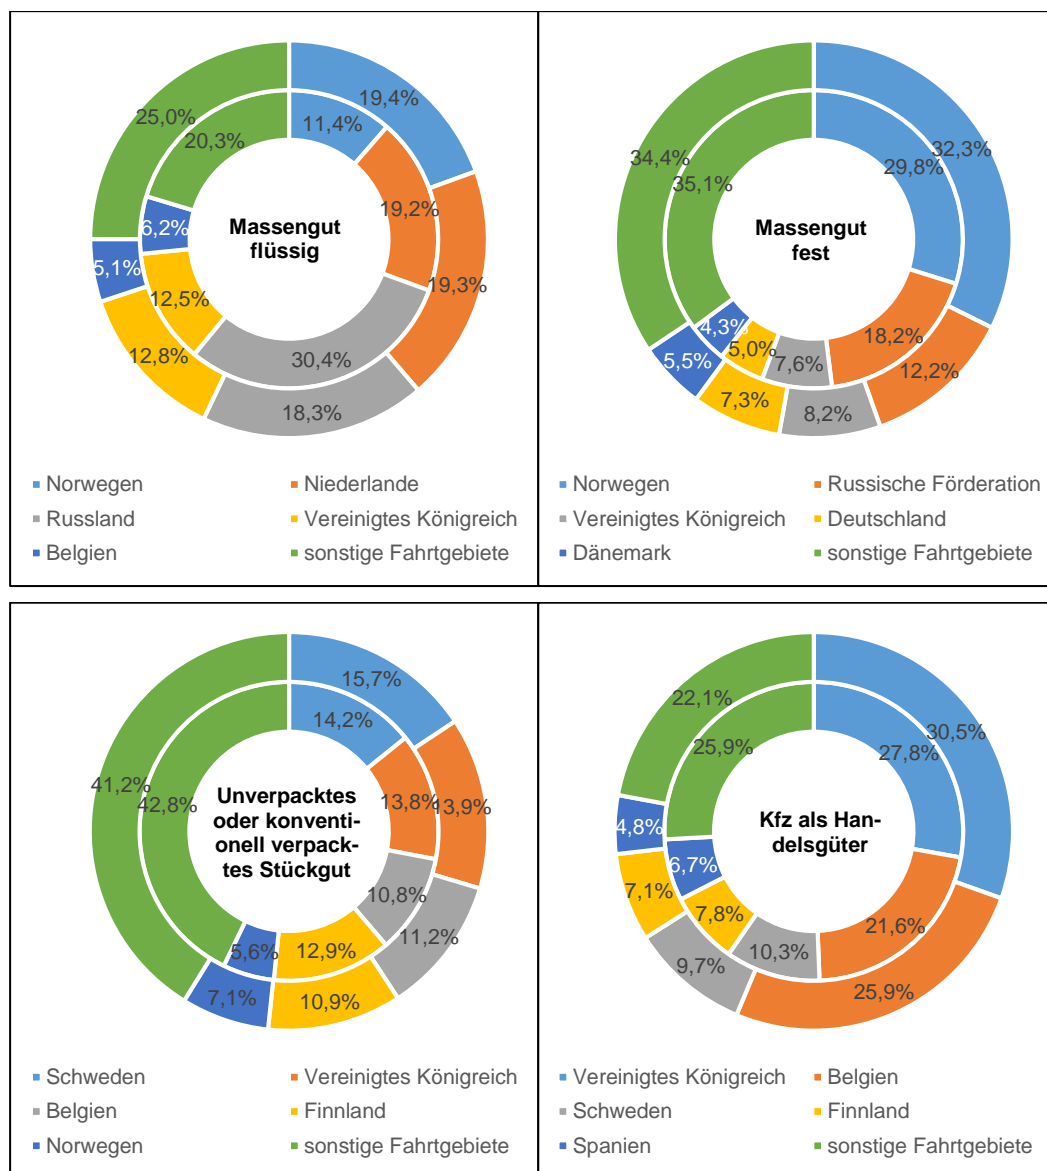 19,4%
11,4%
25,0%
20,3%
19,2%
6,2%
5,1%
19,3%
12,5%
12,8%
30,4%
18,3%
Massengut
flüssig
Norwegen
Niederlande
Russland
Vereinigtes Königreich
Belgien
sonstige Fahrtgebiete
32,3%
29,8%
34,4%
35,1%
18,2%
12,2%
4,3%
5,0%
7,6%
5,5%
7,3%
8,2%
Massengut
fest
Norwegen
Russische Förderation
Vereinigtes Königreich
Deutschland
Dänemark
sonstige Fahrtgebiete
15,7%
14,2%
41,2%
42,8%
13,8%
13,9%
10,8%
11,2%
5,6%
12,9%
7,1%
10,9%
Unverpacktes
oder konventi-
onell verpack-
tes Stückgut
Schweden
Vereinigtes Königreich
Belgien
Finnland
Norwegen
sonstige Fahrtgebiete
22,1%
25,9%
30,5%
27,8%
4,8%
6,7%
7,1%
7,8%
21,6%
9,7%
10,3%
25,9%
Kfz als Han-
delsgüter
Vereinigtes Königreich
Belgien
Schweden
Finnland
Spanien
sonstige Fahrtgebiete